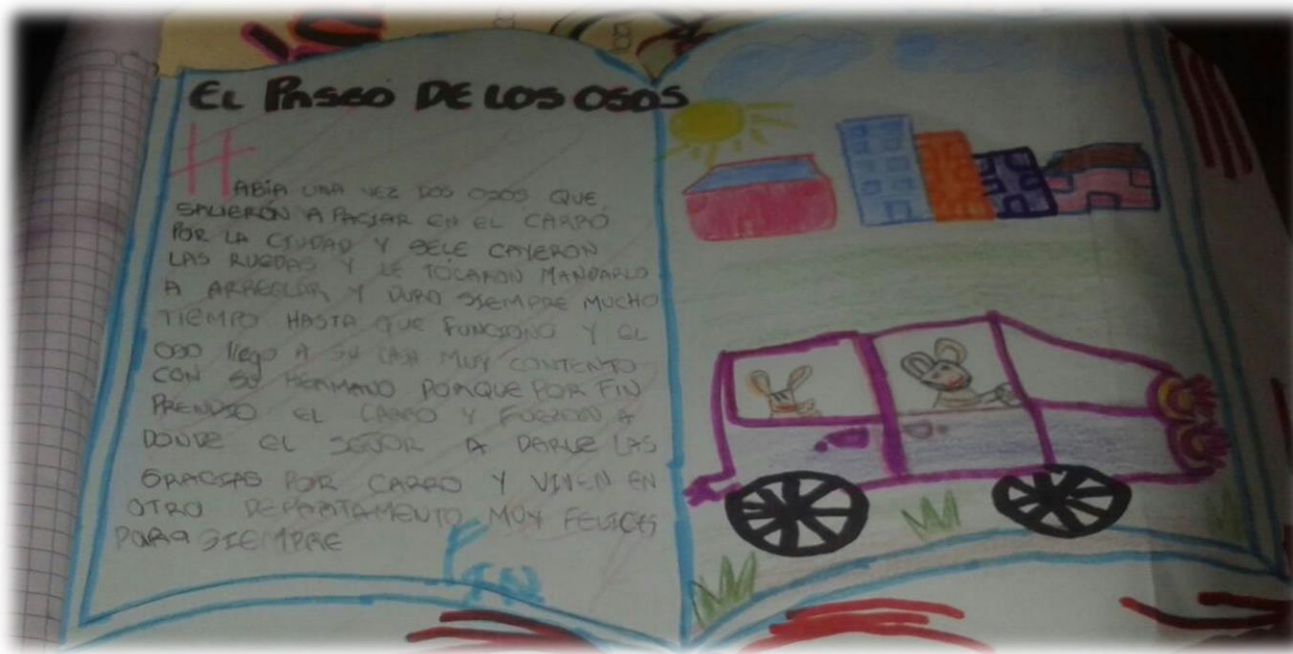 EL PASEO DE LOS OSOS
HABIA UNA VEZ DOS OSOS QUE
SALIERON A PASIAR EN EL CARRO
POR LA CIUDAD Y SELE CAYERON
LAS RUEDAS Y LE TOCARON MANDARLO
A ARREGLAR Y DURO SIEMPRE MUCHO
TIEMPO HASTA QUE FUNCIONO Y EL
OSO llego A SU CASA MUY CONTENTO
CON SU HERMANO PORQUE POR FIN
PRENDIO EL CARRO Y FUERON A
DONDE EL SEÑOR A DARLE LAS
GRACIAS POR CARRO Y VIVEN EN
OTRO DEPARTAMENTO MUY FELICES
PARA SIEMPRE
FIN